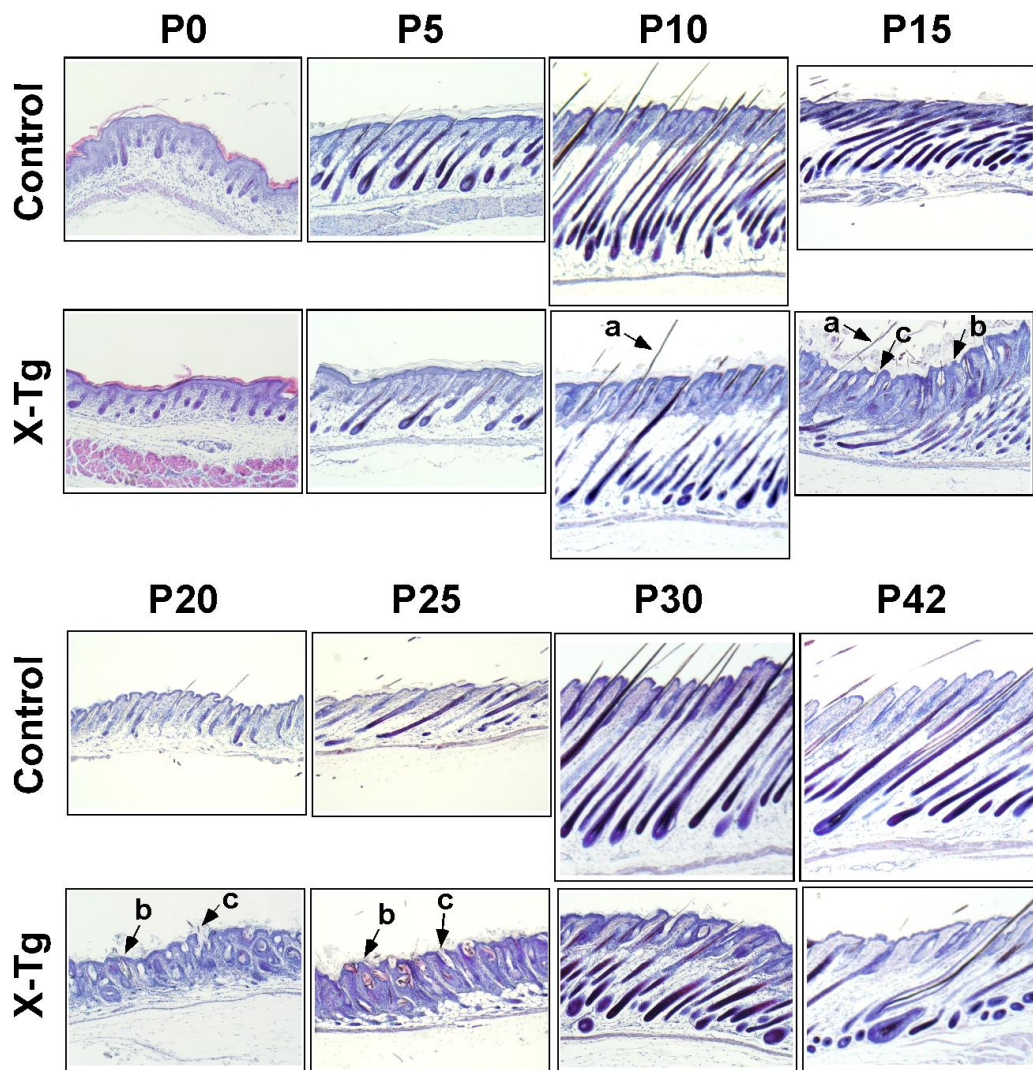 P0 P5 P10 P15
Control
X-Tg
a
a c b
P20 P25 P30 P42
Control
X-Tg
b c
b c